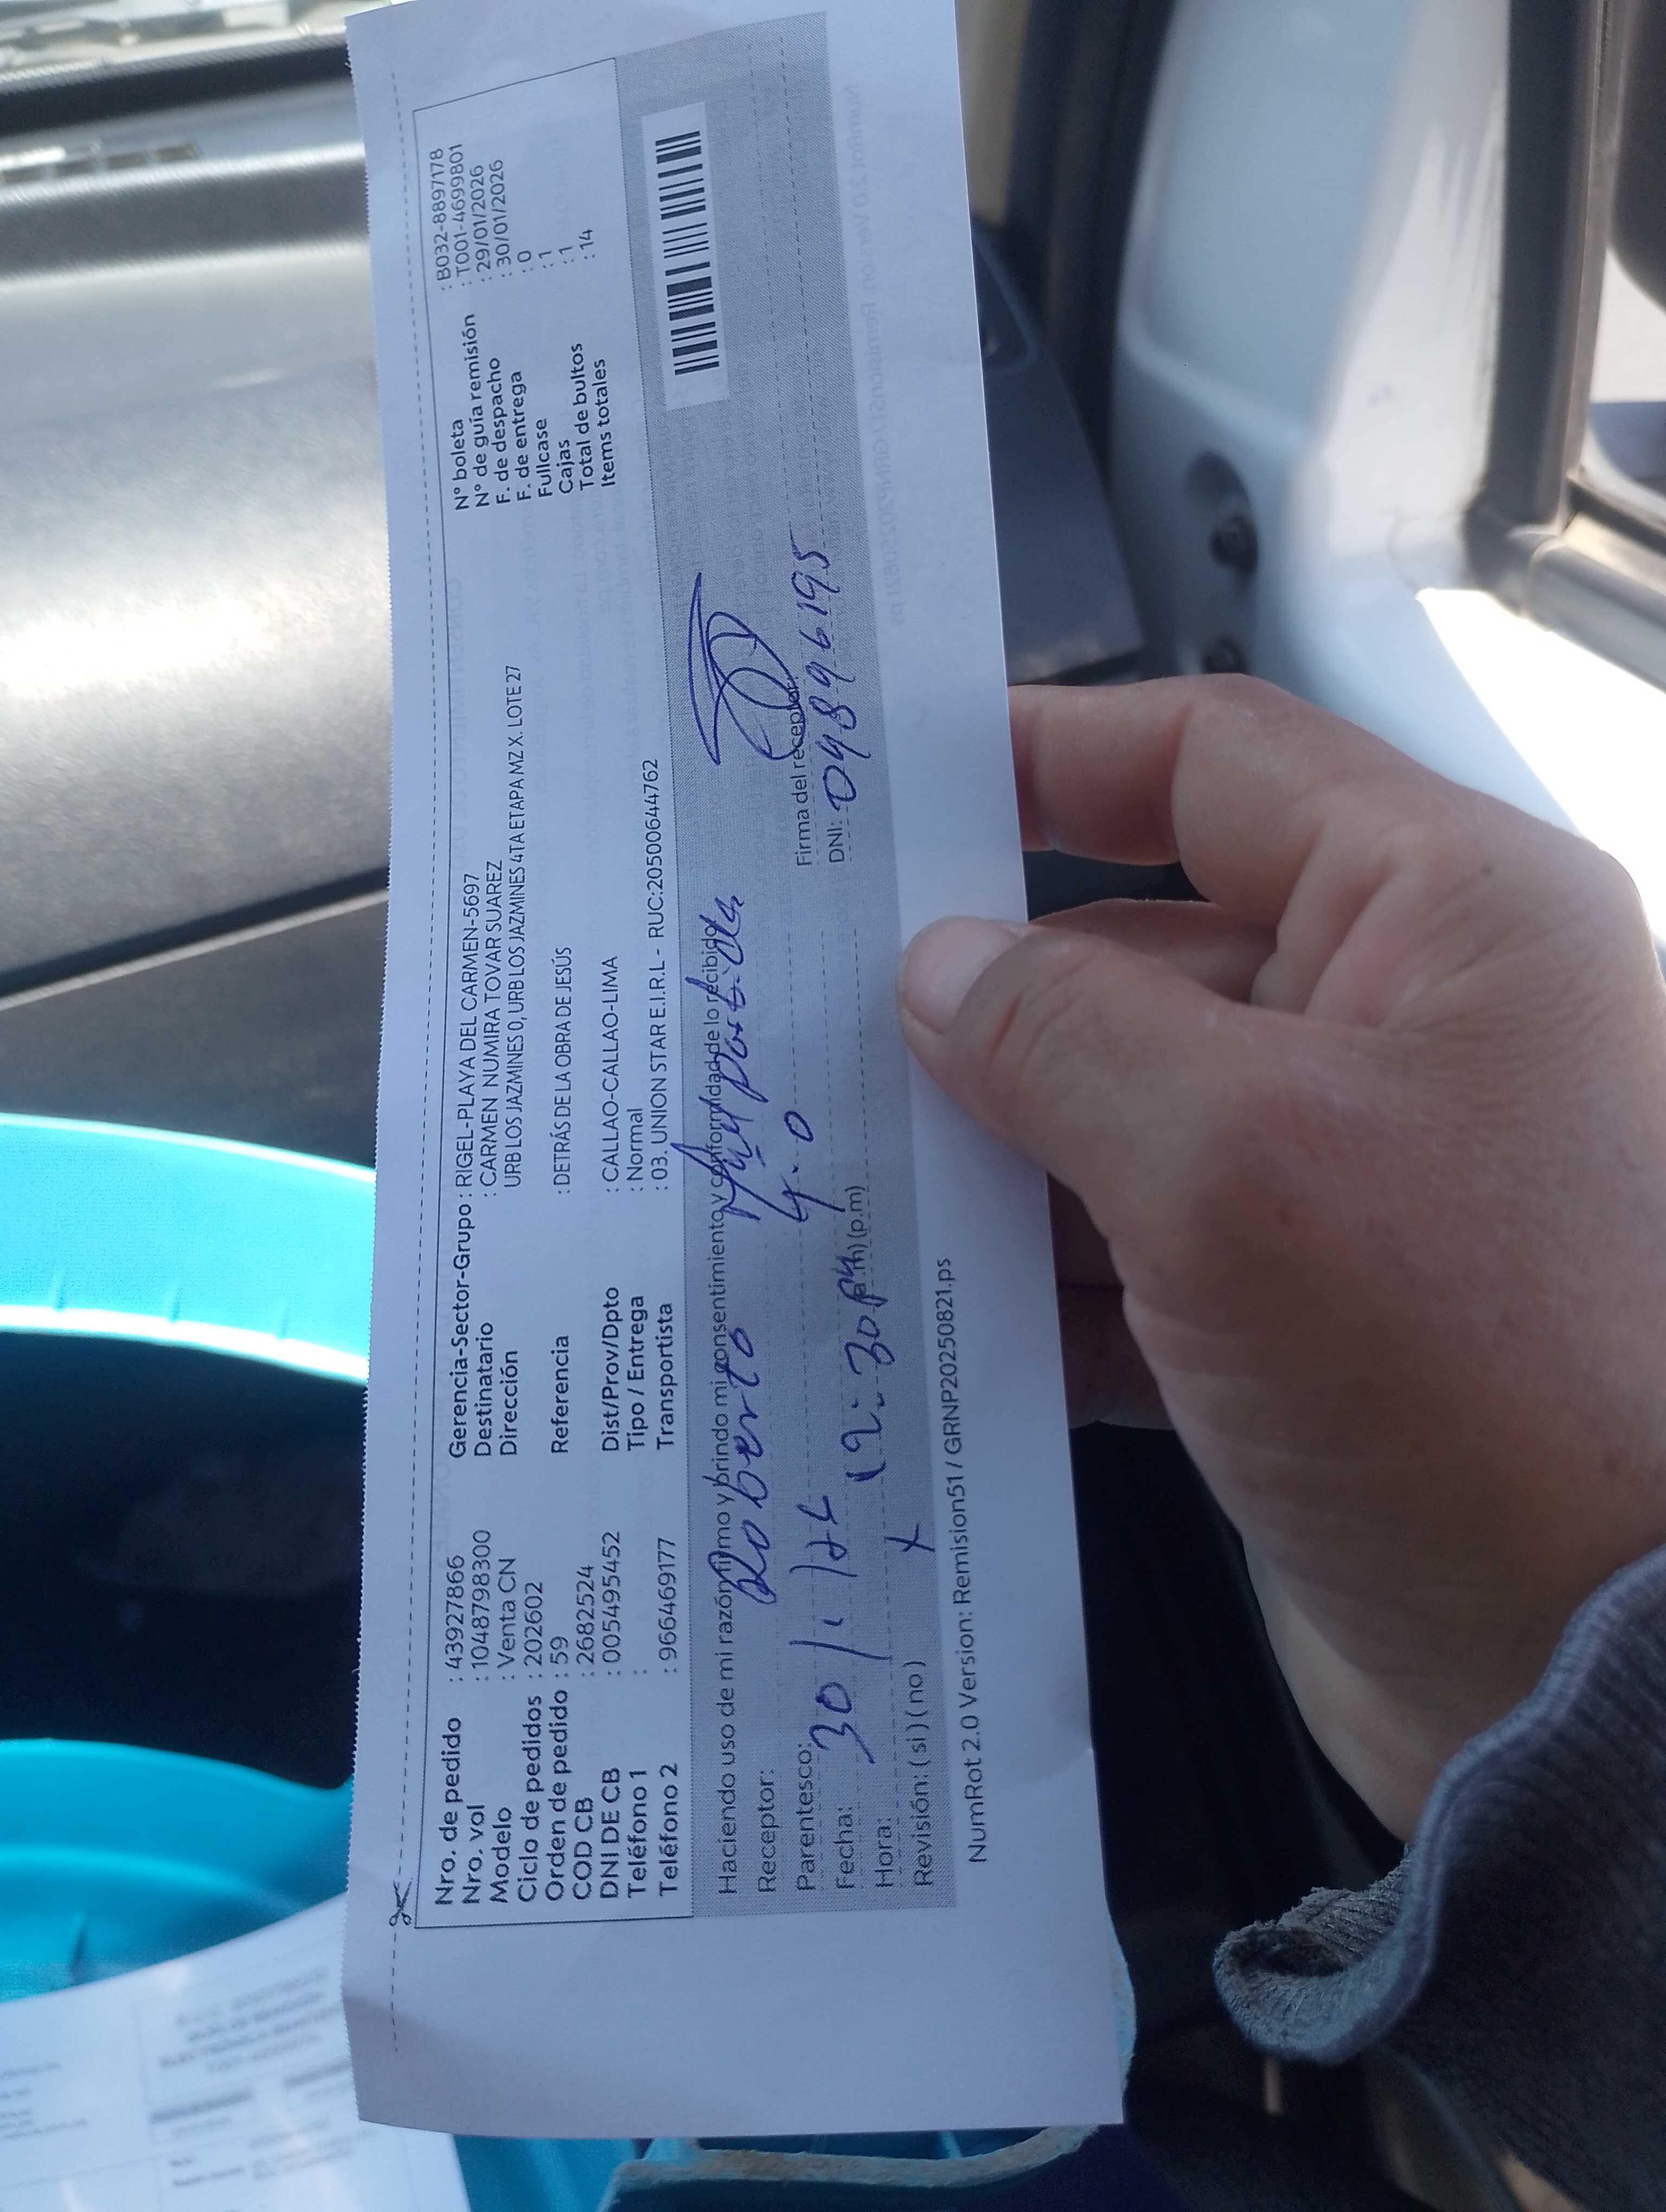 Nro. de pedido : 43927866
Nro. vol : 1048798300
Modelo : Venta CN
Ciclo de pedidos : 202602
Orden de pedido : 59
COD CB : 2682524
DNI DE CB : 005495452
Teléfono 1 :
Teléfono 2 : 966469177
Gerencia-Sector-Grupo : RIGEL-PLAYA DEL CARMEN-5697
Destinatario : CARMEN NUMIRA TOVAR SUAREZ
Dirección URB LOS JAZMINES 0, URB LOS JAZMINES 4TA ETAPA MZ X. LOTE 27
Referencia : DETRÁS DE LA OBRA DE JESÚS
Dist/Prov/Dpto : CALLAO-CALLAO-LIMA
Tipo / Entrega : Normal
Transportista : 03. UNION STAR E.I.R.L - RUC:20500644762
N° boleta : B032-8897178
N° de guía remisión : T001-4699801
F. de despacho : 29/01/2026
F. de entrega : 30/01/2026
Fullcase : 0
Cajas : 1
Total de bultos : 1
Items totales : 14
Haciendo uso de mi razón firmo y brindo mi consentimiento y conformidad de lo recibido
Receptor: Roberto
Parentesco:
Firma del receptor
Fecha: 30/1/26
DNI: 04896195
Hora: 12:30 PM (a.m) (p.m)
Revisión: ( si ) ( no ) X
NumRot 2.0 Version: Remision51 / GRNP20250821.ps